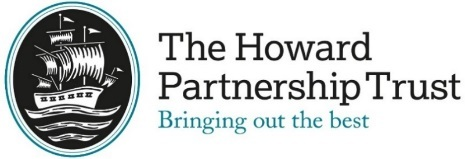 The Howard
Partnership Trust
Bringing out the best